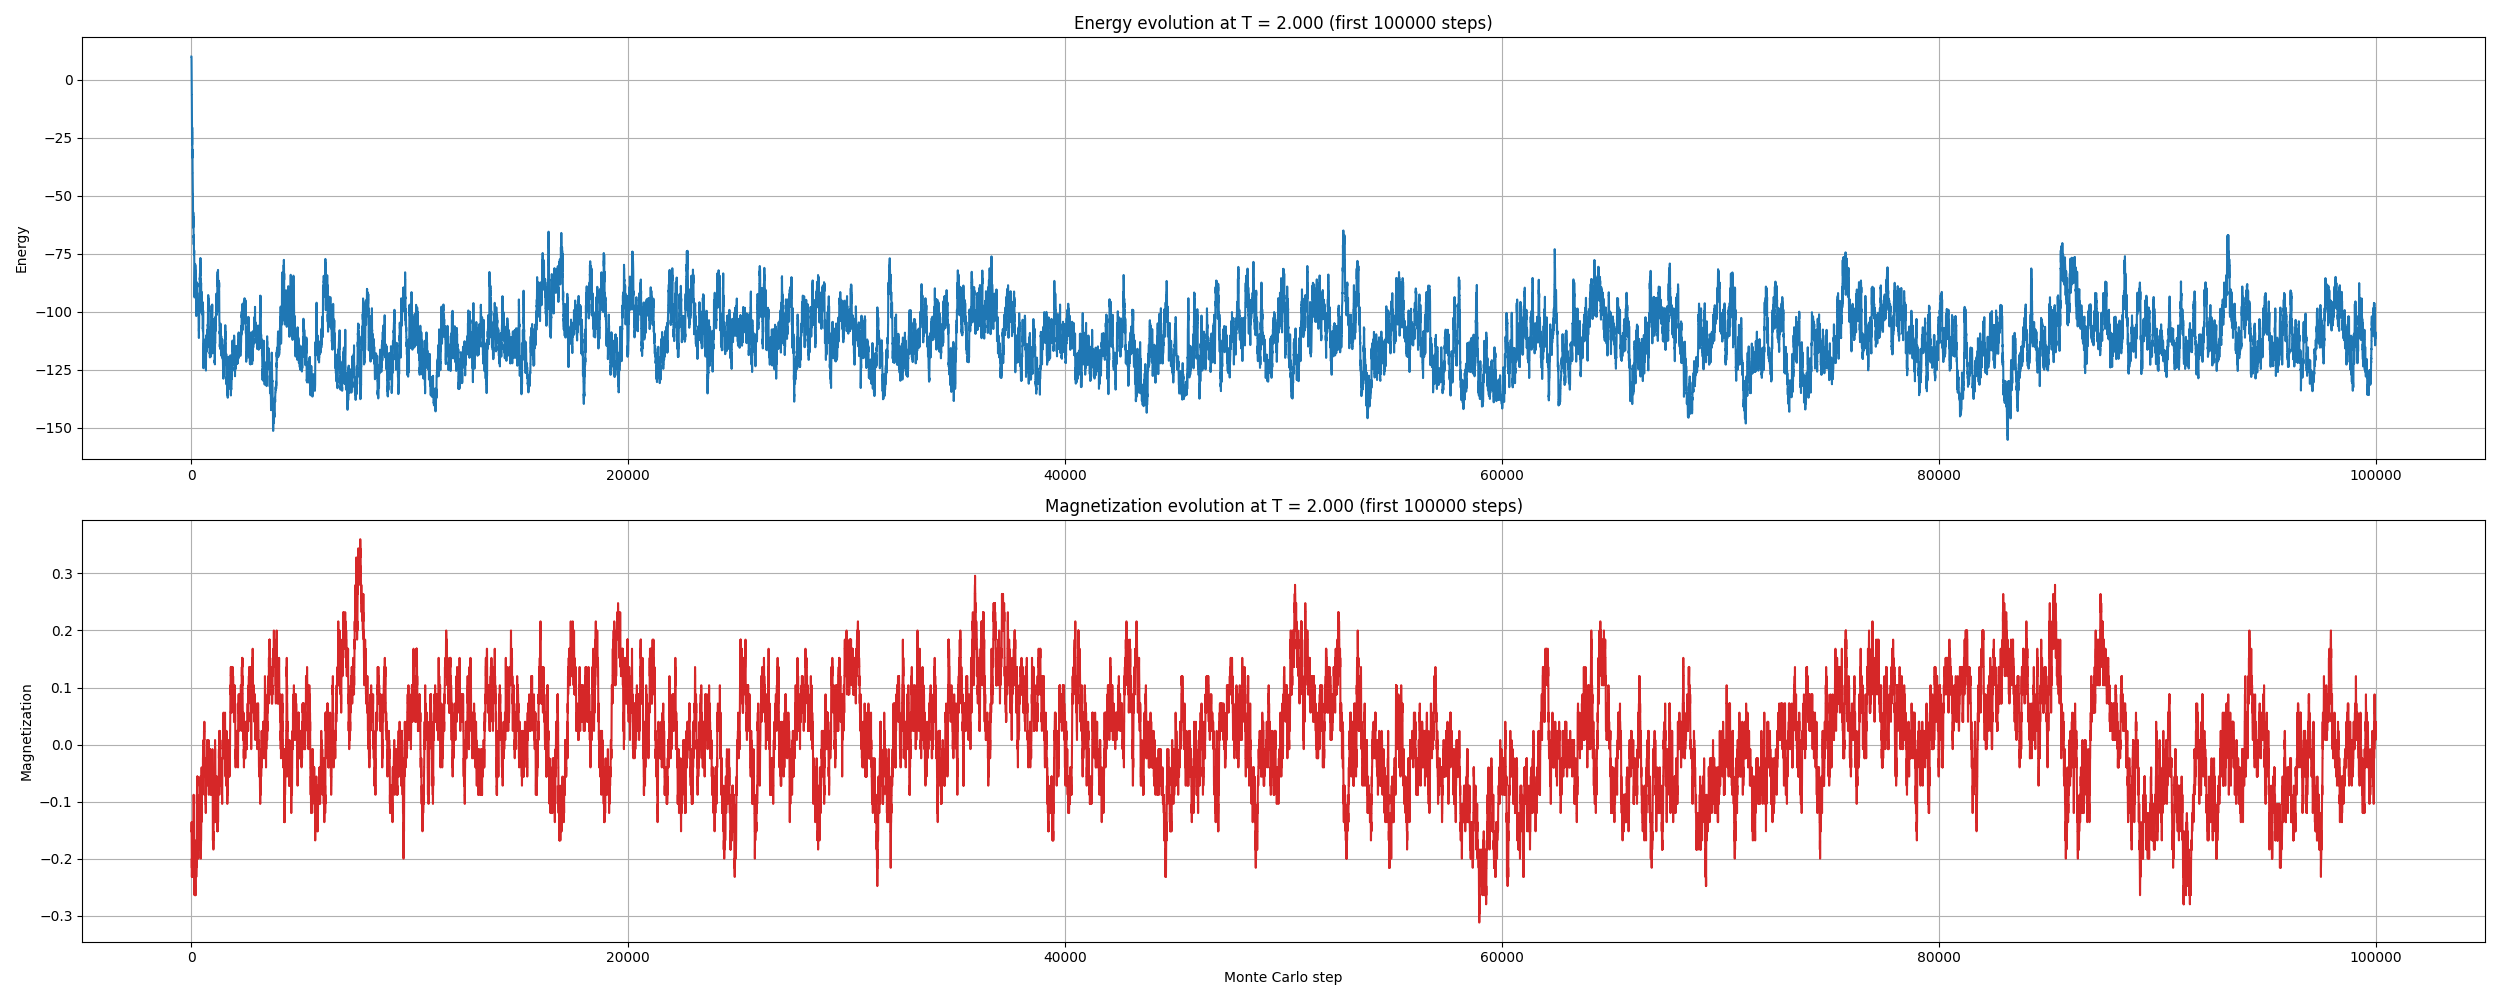 Energy evolution at T = 2.000 (first 100000 steps)
Energy
0
−25
−50
−75
−100
−125
−150
0 20000 40000 60000 80000 100000
Magnetization evolution at T = 2.000 (first 100000 steps)
Magnetization
0.3
0.2
0.1
0.0
−0.1
−0.2
−0.3
0 20000 40000 60000 80000 100000
Monte Carlo step